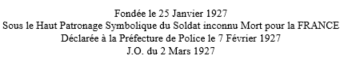 Fondée le 25 Janvier 1927
Sous le Haut Patronage Symbolique du Soldat inconnu Mort pour la FRANCE
Déclarée à la Préfecture de Police le 7 Février 1927
J.O. du 2 Mars 1927